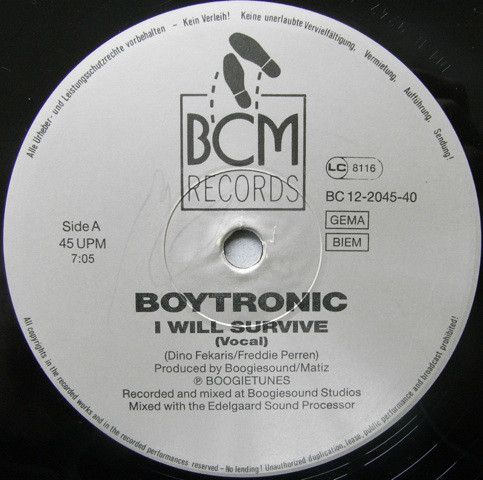 Alle Urheber- und Leistungsschutzrechte vorbehalten – Kein Verleih! Keine unerlaubte Vervielfältigung, Vermietung, Aufführung, Sendung!
BCM
RECORDS
LC 8116
BC 12-2045-40
GEMA
BIEM
Side A
45 UPM
7:05
BOYTRONIC
I WILL SURVIVE
(Vocal)
(Dino Fekaris/Freddie Perren)
Produced by Boogiesound/Matiz
℗ BOOGIETUNES
Recorded and mixed at Boogiesound Studios
Mixed with the Edelgaard Sound Processor
All copyrights in the recorded works and in the recorded performances reserved – No lending! Unauthorized duplication, lease, public performance and broadcast prohibited!